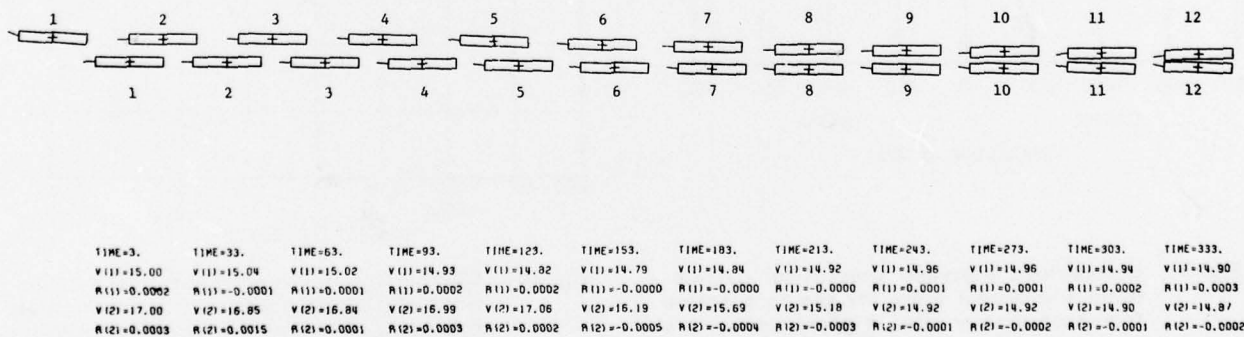 1 2 3 4 5 6 7 8 9 10 11 12
1 2 3 4 5 6 7 8 9 10 11 12
TIME=3. TIME=33. TIME=63. TIME=93. TIME=123. TIME=153. TIME=183. TIME=213. TIME=243. TIME=273. TIME=303. TIME=333.
V(1)=15.00 V(1)=15.04 V(1)=15.02 V(1)=14.93 V(1)=14.82 V(1)=14.79 V(1)=14.84 V(1)=14.92 V(1)=14.96 V(1)=14.96 V(1)=14.94 V(1)=14.90
R(1)=0.0002 R(1)=-0.0001 R(1)=0.0001 R(1)=0.0002 R(1)=0.0002 R(1)=-0.0000 R(1)=-0.0000 R(1)=-0.0000 R(1)=0.0001 R(1)=0.0001 R(1)=0.0002 R(1)=0.0003
V(2)=17.00 V(2)=16.85 V(2)=16.84 V(2)=16.99 V(2)=17.06 V(2)=16.19 V(2)=15.69 V(2)=15.18 V(2)=14.92 V(2)=14.92 V(2)=14.90 V(2)=14.87
R(2)=0.0003 R(2)=0.0015 R(2)=0.0001 R(2)=0.0003 R(2)=0.0002 R(2)=-0.0005 R(2)=-0.0004 R(2)=-0.0003 R(2)=-0.0001 R(2)=-0.0002 R(2)=-0.0001 R(2)=-0.0002